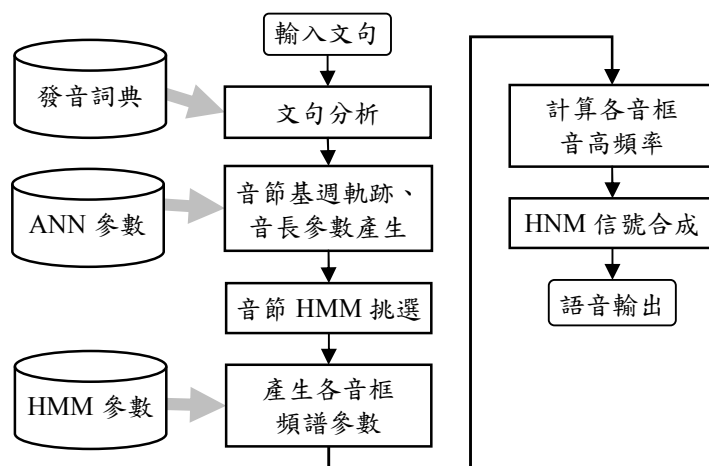 輸入文句
發音詞典
文句分析
音節基週軌跡、
音長參數產生
ANN 參數
音節 HMM 挑選
HMM 參數
產生各音框
頻譜參數
計算各音框
音高頻率
HNM 信號合成
語音輸出